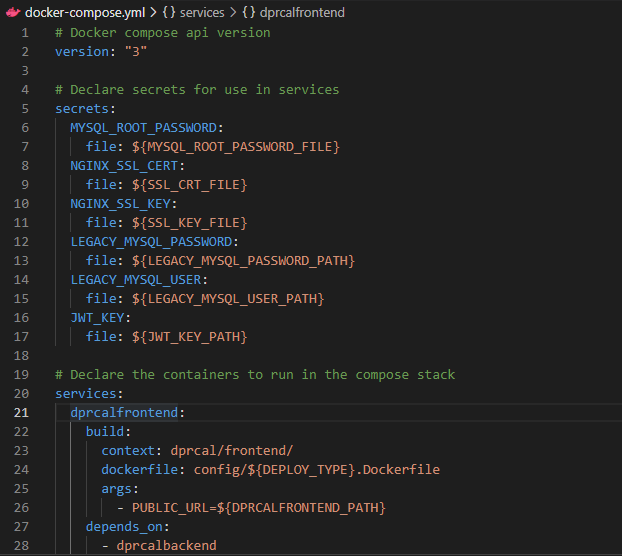 docker-compose.yml > {} services > {} dprcalfrontend
1 # Docker compose api version
2 version: "3"
3
4 # Declare secrets for use in services
5 secrets:
6 MYSQL_ROOT_PASSWORD:
7 file: ${MYSQL_ROOT_PASSWORD_FILE}
8 NGINX_SSL_CERT:
9 file: ${SSL_CRT_FILE}
10 NGINX_SSL_KEY:
11 file: ${SSL_KEY_FILE}
12 LEGACY_MYSQL_PASSWORD:
13 file: ${LEGACY_MYSQL_PASSWORD_PATH}
14 LEGACY_MYSQL_USER:
15 file: ${LEGACY_MYSQL_USER_PATH}
16 JWT_KEY:
17 file: ${JWT_KEY_PATH}
18
19 # Declare the containers to run in the compose stack
20 services:
21 dprcalfrontend:
22 build:
23 context: dprcal/frontend/
24 dockerfile: config/${DEPLOY_TYPE}.Dockerfile
25 args:
26 - PUBLIC_URL=${DPRCALFRONTEND_PATH}
27 depends_on:
28 - dprcalbackend